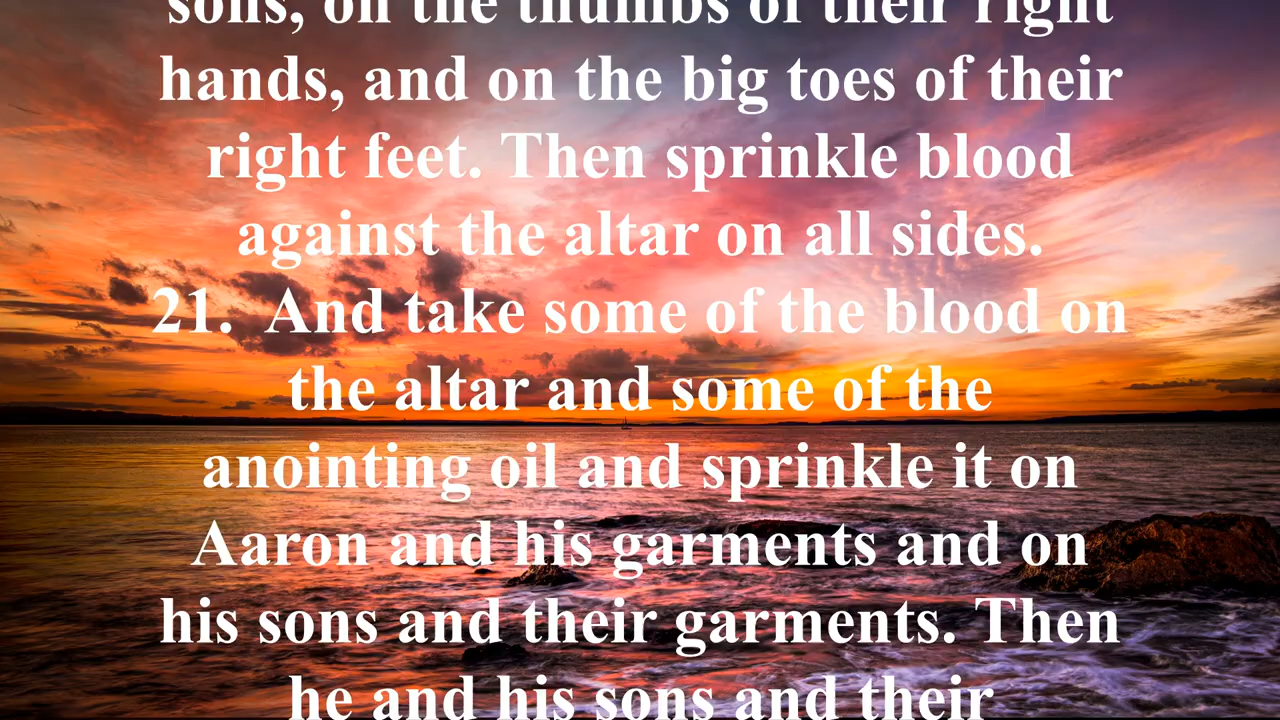 sons, on the thumbs of their right
hands, and on the big toes of their
right feet. Then sprinkle blood
against the altar on all sides.
21. And take some of the blood on
the altar and some of the
anointing oil and sprinkle it on
Aaron and his garments and on
his sons and their garments. Then
he and his sons and their